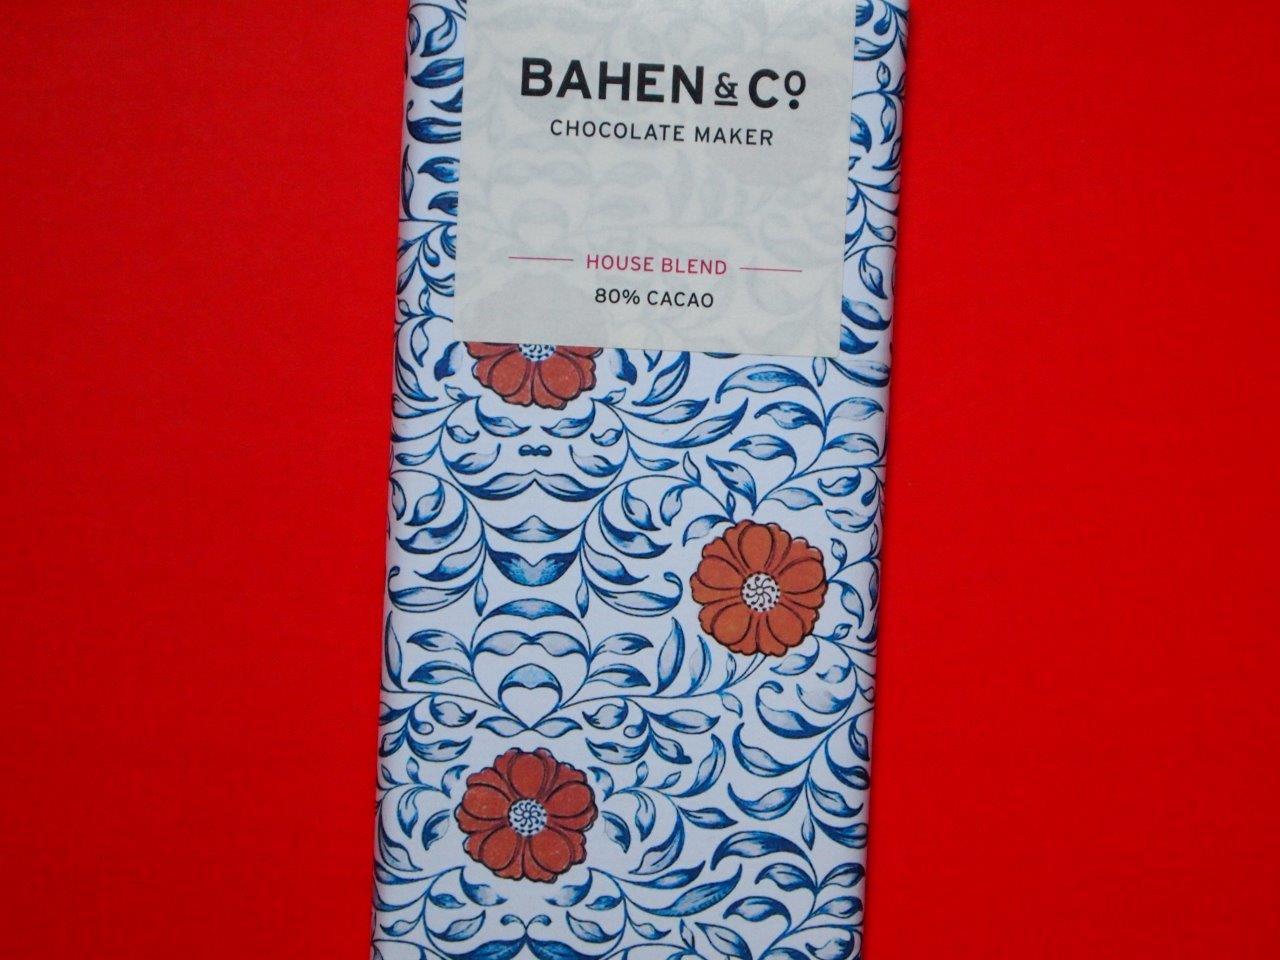 BAHEN & Co
CHOCOLATE MAKER
HOUSE BLEND
80% CACAO